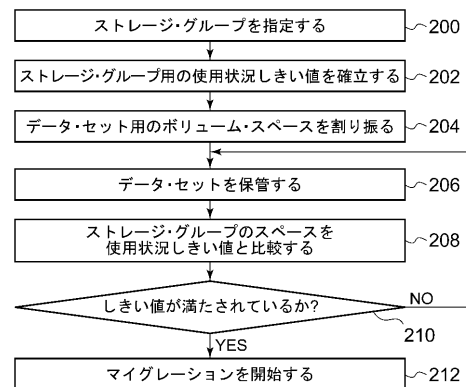 ストレージ・グループを指定する 200
ストレージ・グループ用の使用状況しきい値を確立する 202
データ・セット用のボリューム・スペースを割り振る 204
データ・セットを保管する 206
ストレージ・グループのスペースを
使用状況しきい値と比較する 208
しきい値が満たされているか? NO
210
YES
マイグレーションを開始する 212